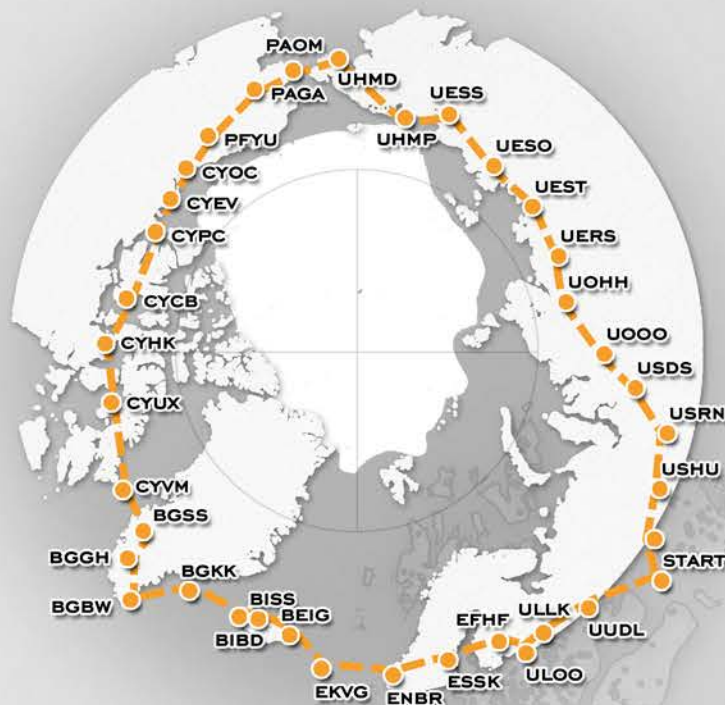 PAOM
UHMD
PAGA
UESS
UHMP
PFYU
UESO
CYOC
UEST
CYEV
CYPC
UERS
UOHH
CYCB
CYHK
UOOO
USDS
CYUX
USRN
USHU
CYVM
BGSS
BGGH
START
BGKK
BGBW
BISS
BEIG
BIBD
EFHF
ULLK
UUDL
ULOO
ESSK
EKVG
ENBR